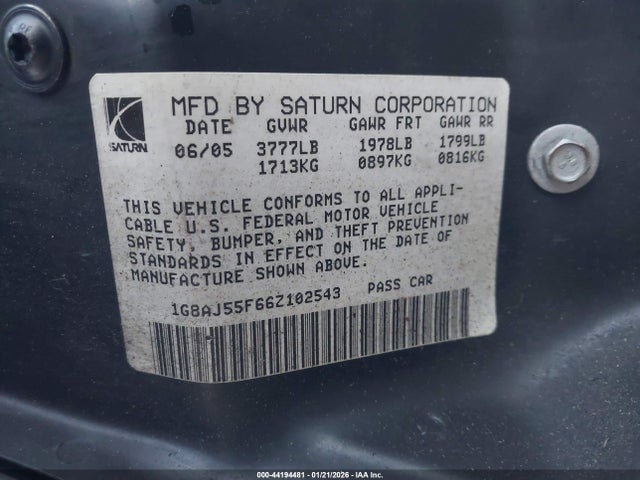 MFD BY SATURN CORPORATION
DATE GVWR GAWR FRT GAWR RR
06/05 3777LB 1978LB 1799LB
1713KG 0897KG 0816KG
SATURN
THIS VEHICLE CONFORMS TO ALL APPLI-
CABLE U.S. FEDERAL MOTOR VEHICLE
SAFETY, BUMPER, AND THEFT PREVENTION
STANDARDS IN EFFECT ON THE DATE OF
MANUFACTURE SHOWN ABOVE.
1G8AJ55F66Z102543 PASS CAR
000-44194481 - 01/21/2026 - IAA Inc.